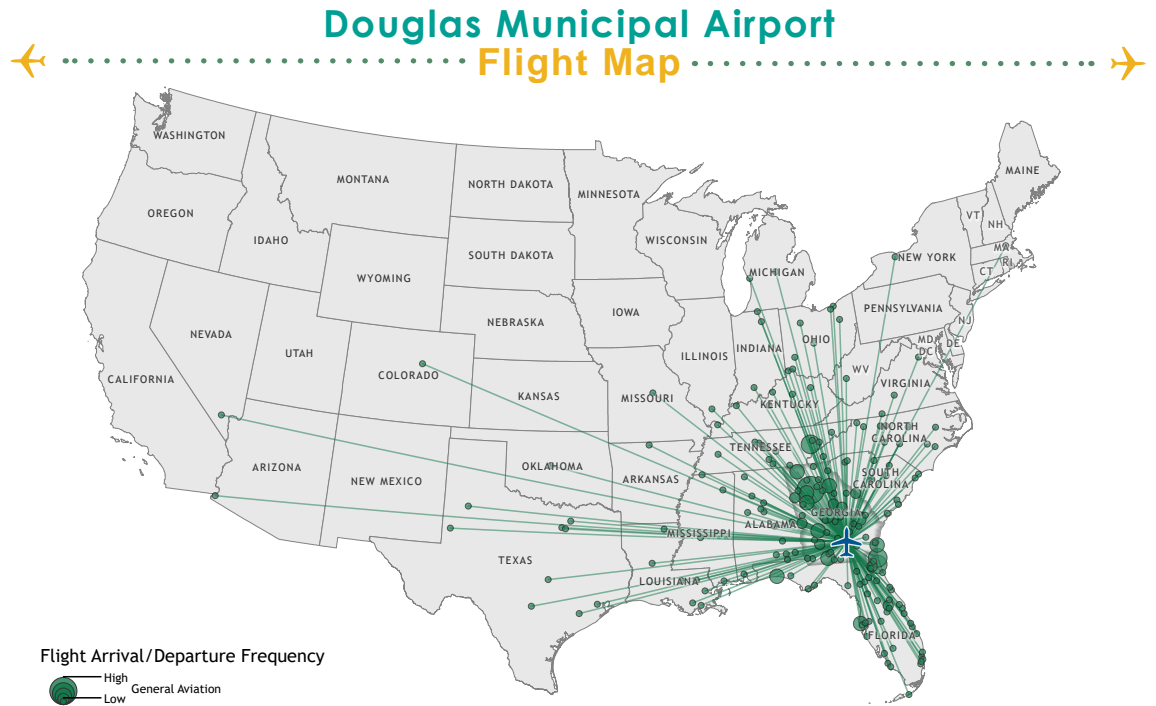 Douglas Municipal Airport
Flight Map
WASHINGTON
MONTANA
NORTH DAKOTA
MINNESOTA
MAINE
OREGON
IDAHO
SOUTH DAKOTA
WISCONSIN
VT
NH
WYOMING
MICHIGAN
NEW YORK
MA
CT
RI
NEVADA
NEBRASKA
IOWA
PENNSYLVANIA
NJ
UTAH
ILLINOIS
INDIANA
OHIO
MD
DE
DC
CALIFORNIA
COLORADO
KANSAS
MISSOURI
KENTUCKY
WV
VIRGINIA
ARIZONA
NEW MEXICO
OKLAHOMA
ARKANSAS
TENNESSEE
NORTH
CAROLINA
SOUTH
CAROLINA
TEXAS
LOUISIANA
MISSISSIPPI
ALABAMA
GEORGIA
FLORIDA
Flight Arrival/Departure Frequency
High
General Aviation
Low